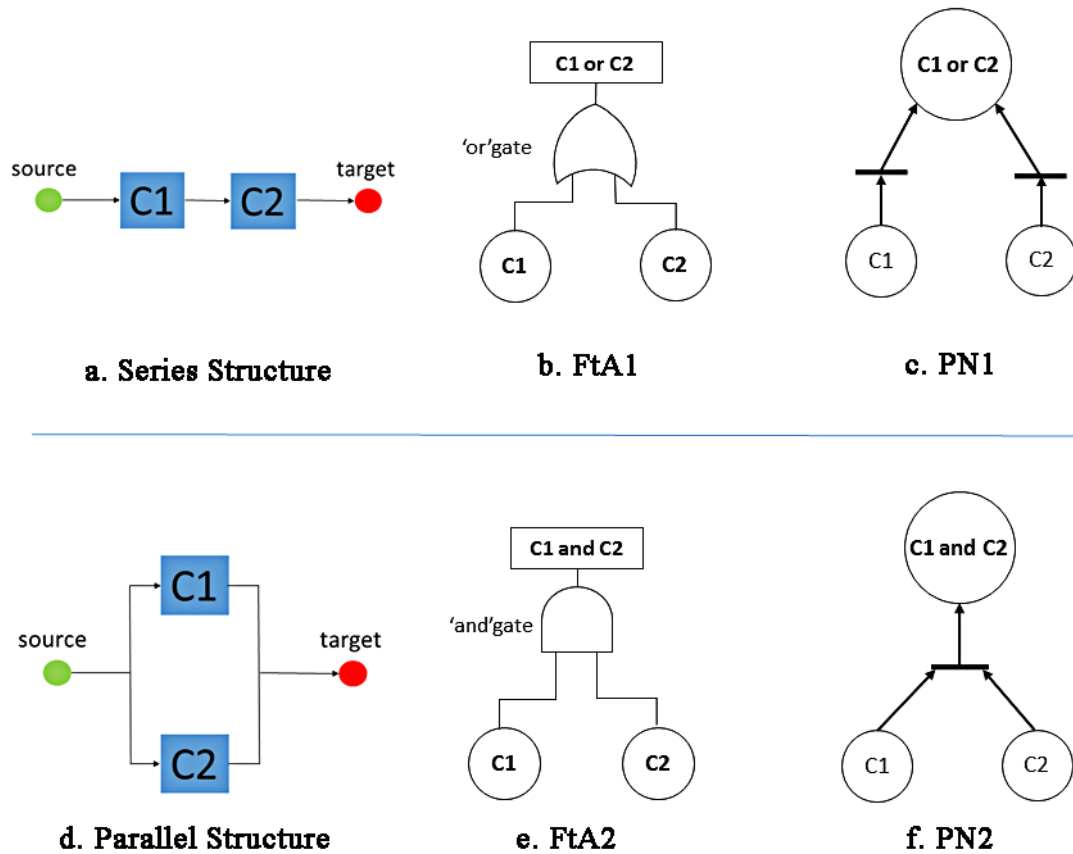 source
C1
C2
target
a. Series Structure
C1 or C2
'or'gate
C1
C2
b. FtA1
C1 or C2
C1
C2
c. PN1
source
C1
C2
target
d. Parallel Structure
C1 and C2
'and'gate
C1
C2
e. FtA2
C1 and C2
C1
C2
f. PN2